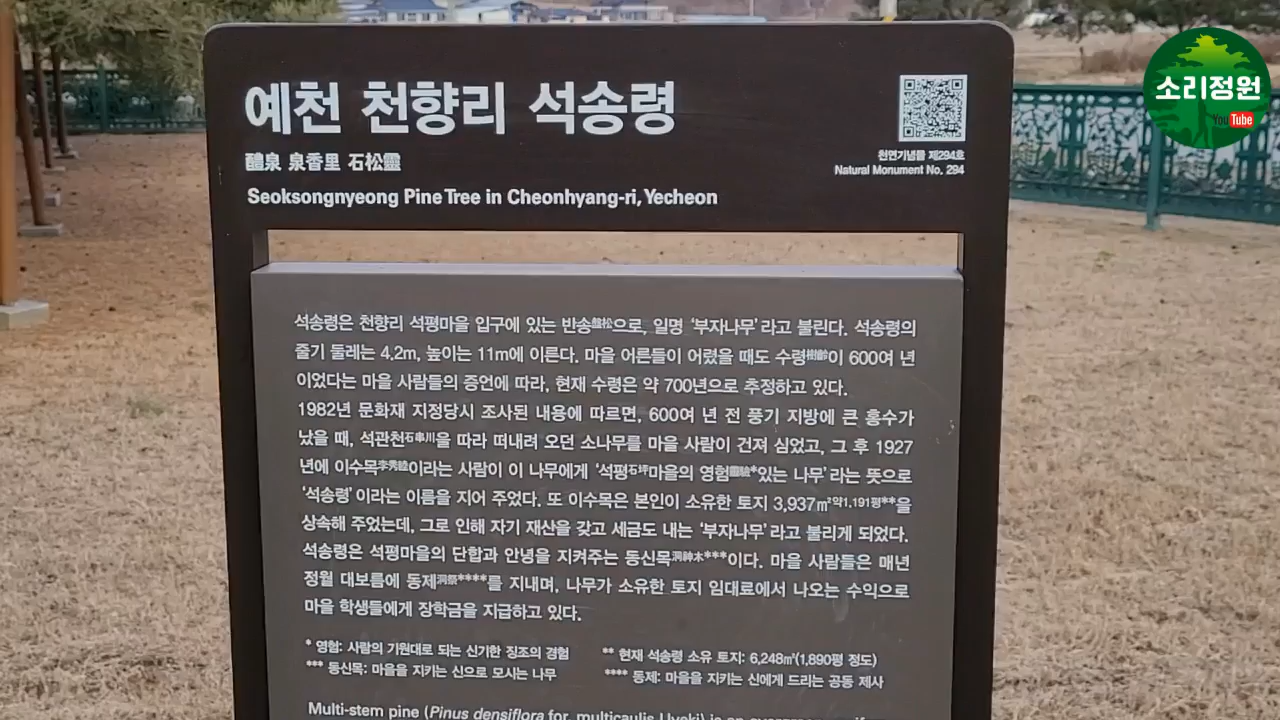 소리정원
YouTube
예천 천향리 석송령
醴泉 泉香里 石松靈
Seoksongnyeong Pine Tree in Cheonhyang-ri, Yecheon
천연기념물 제294호
Natural Monument No. 294
석송령은 천향리 석평마을 입구에 있는 반송盤松으로, 일명 ‘부자나무’라고 불린다. 석송령의
줄기 둘레는 4.2m, 높이는 11m에 이른다. 마을 어른들이 어렸을 때도 수령樹齡이 600여 년
이었다는 마을 사람들의 증언에 따라, 현재 수령은 약 700년으로 추정하고 있다.
1982년 문화재 지정당시 조사된 내용에 따르면, 600여 년 전 풍기 지방에 큰 홍수가
났을 때, 석관천石串川을 따라 떠내려 오던 소나무를 마을 사람이 건져 심었고, 그 후 1927
년에 이수목李秀睦이라는 사람이 이 나무에게 ‘석평石坪마을의 영험靈驗*있는 나무’라는 뜻으로
‘석송령’이라는 이름을 지어 주었다. 또 이수목은 본인이 소유한 토지 3,937㎡약1,191평**을
상속해 주었는데, 그로 인해 자기 재산을 갖고 세금도 내는 ‘부자나무’라고 불리게 되었다.
석송령은 석평마을의 단합과 안녕을 지켜주는 동신목洞神木***이다. 마을 사람들은 매년
정월 대보름에 동제洞祭****를 지내며, 나무가 소유한 토지 임대료에서 나오는 수익으로
마을 학생들에게 장학금을 지급하고 있다.
* 영험: 사람의 기원대로 되는 신기한 징조의 경험
** 현재 석송령 소유 토지: 6,248㎡(1,890평 정도)
*** 동신목: 마을을 지키는 신으로 모시는 나무
**** 동제: 마을을 지키는 신에게 드리는 공동 제사
Multi-stem pine (Pinus densiflora for. multicaulis Uyeki) is an evergreen